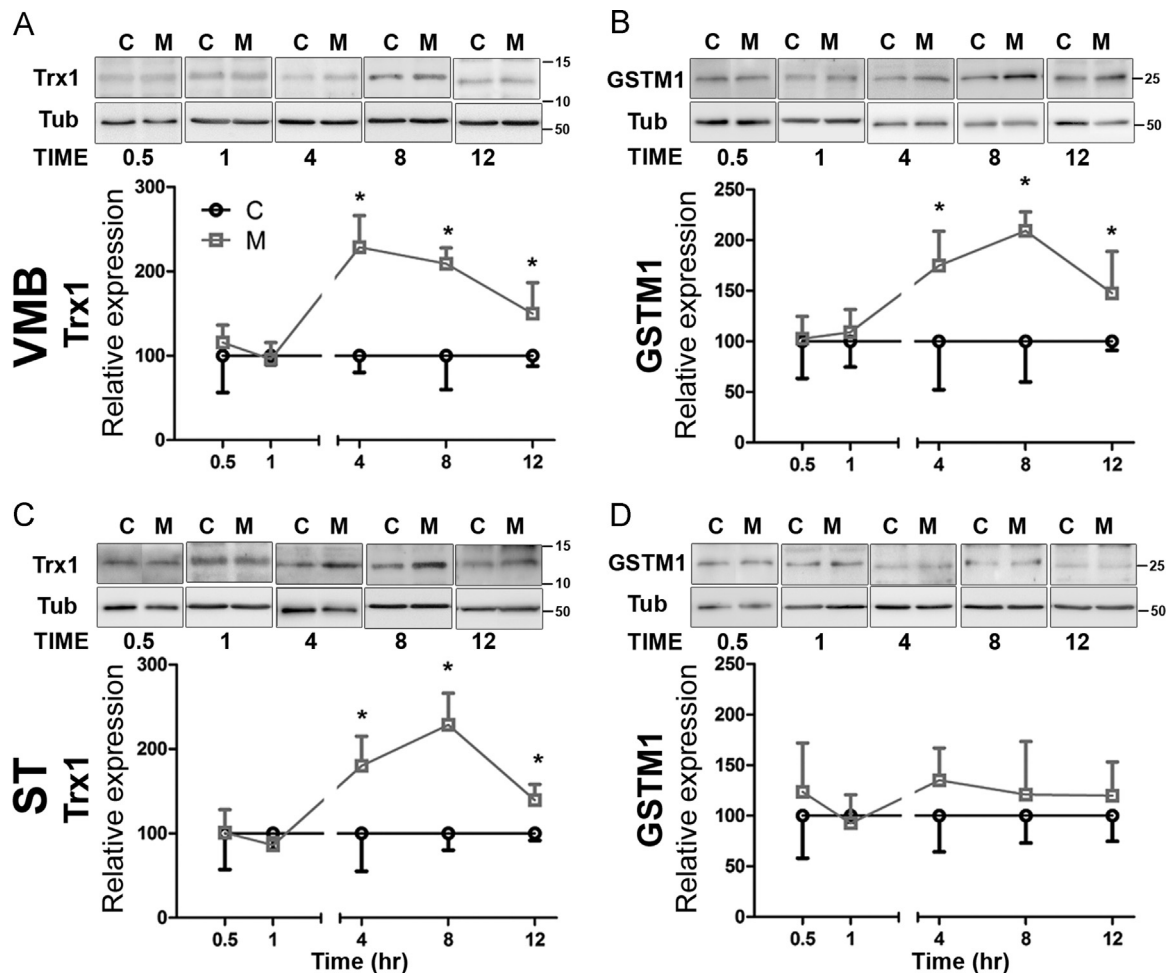 A
C M C M C M C M C M
Trx1
15
10
Tub
50
TIME 0.5 1 4 8 12
VMB
Trx1
Relative expression
300
200
100
0
C
M
* * *
0.5 1 4 8 12
B
C M C M C M C M C M
GSTM1
25
Tub
50
TIME 0.5 1 4 8 12
GSTM1
Relative expression
250
200
150
100
50
0
* * *
0.5 1 4 8 12
C
C M C M C M C M C M
Trx1
15
10
Tub
50
TIME 0.5 1 4 8 12
ST
Trx1
Relative expression
300
200
100
0
* * *
0.5 1 4 8 12
Time (hr)
D
C M C M C M C M C M
GSTM1
25
Tub
50
TIME 0.5 1 4 8 12
GSTM1
Relative expression
250
200
150
100
50
0
0.5 1 4 8 12
Time (hr)